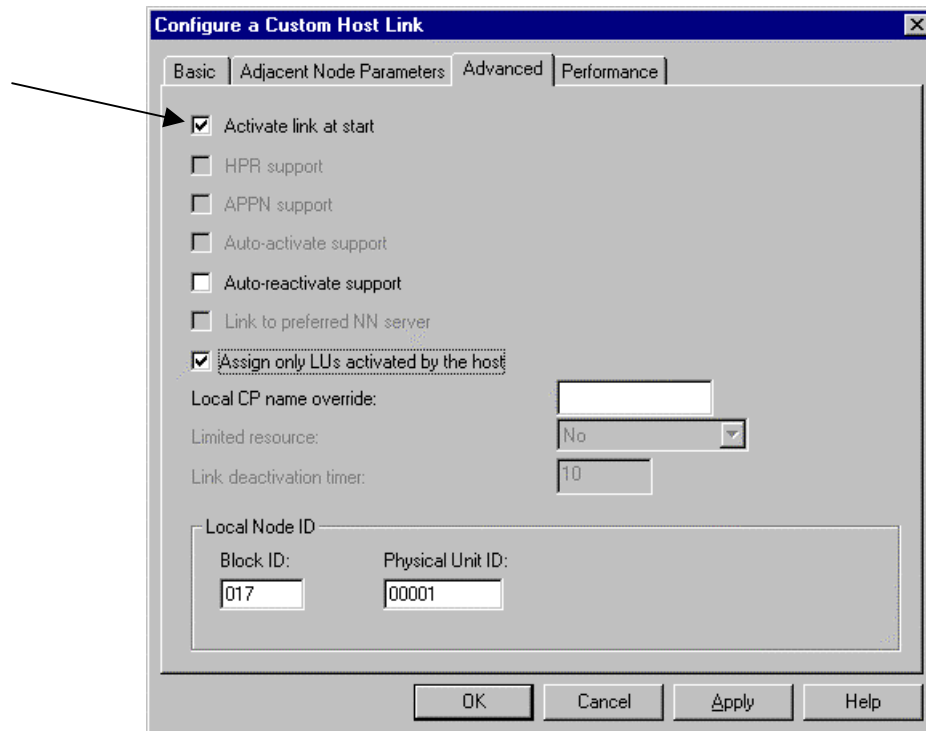 Configure a Custom Host Link
Basic Adjacent Node Parameters Advanced Performance
Activate link at start
HPR support
APPN support
Auto-activate support
Auto-reactivate support
Link to preferred NN server
Assign only LUs activated by the host
Local CP name override:
Limited resource: No
Link deactivation timer: 10
Local Node ID
Block ID: Physical Unit ID:
017 00001
OK Cancel Apply Help